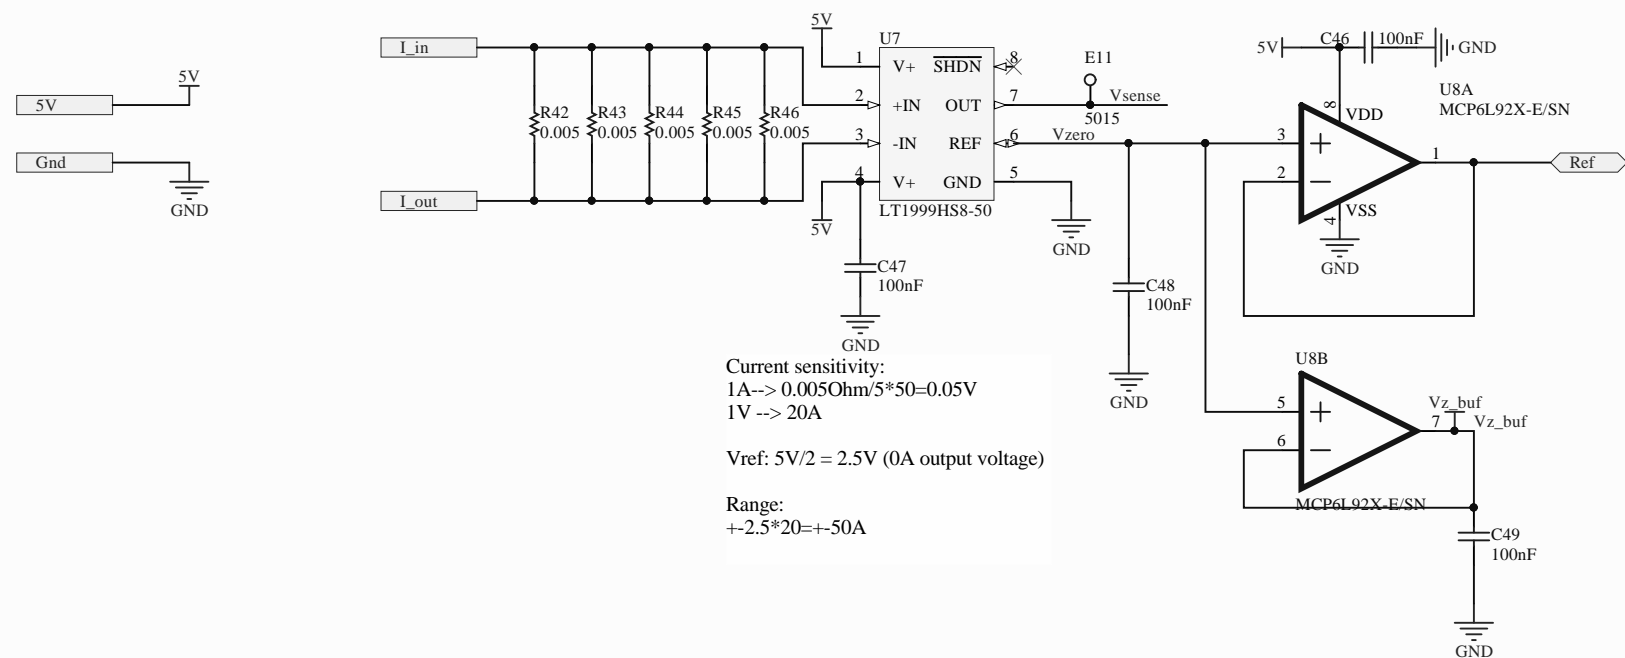 5V
5V
Gnd
GND
I_in
I_out
R42
0.005
R43
0.005
R44
0.005
R45
0.005
R46
0.005
5V
U7
1
V+
SHDN
8
2
+IN
OUT
7
3
-IN
REF
6
4
V+
GND
5
LT1999HS8-50
5V
GND
E11
5015
Vsense
Vzero
C47
100nF
GND
C48
100nF
GND
5V
C46
100nF
GND
U8A
MCP6L92X-E/SN
8
VDD
3
2
1
VSS
4
GND
Ref
U8B
5
6
7
Vz_buf
Vz_buf
MCP6L92X-E/SN
C49
100nF
GND
Current sensitivity:
1A--> 0.005Ohm/5*50=0.05V
1V --> 20A
Vref: 5V/2 = 2.5V (0A output voltage)
Range:
+-2.5*20=+-50A